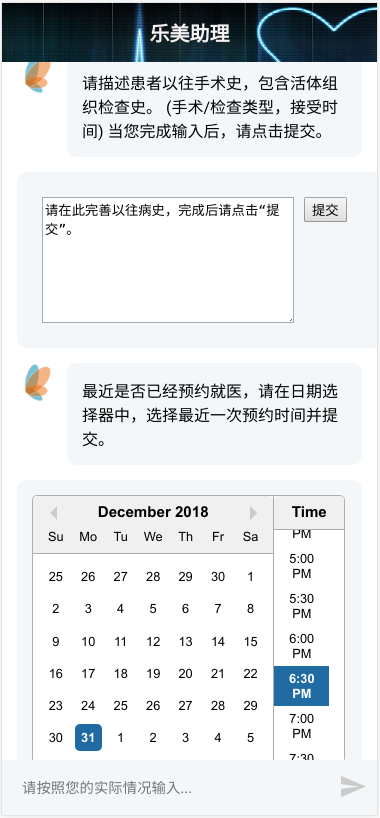 乐美助理
请描述患者以往手术史，包含活体组
织检查史。 (手术/检查类型，接受时
间) 当您完成输入后，请点击提交。
请在此完善以往病史，完成后请点击“提
交”。
提交
最近是否已经预约就医，请在日期选
择器中，选择最近一次预约时间并提
交。
December 2018
Time
Su Mo Tu We Th Fr Sa
25 26 27 28 29 30 1
2 3 4 5 6 7 8
9 10 11 12 13 14 15
16 17 18 19 20 21 22
23 24 25 26 27 28 29
30 31 1 2 3 4 5
PM
5:00
PM
5:30
PM
6:00
PM
6:30
PM
7:00
PM
7:30
请按照您的实际情况输入...